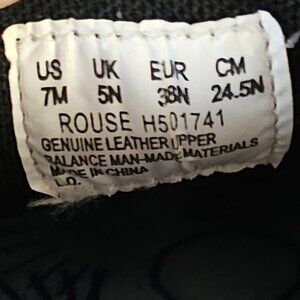 US UK EUR CM
7M 5N 38N 24.5N
ROUSE H501741
GENUINE LEATHER UPPER
BALANCE MAN-MADE MATERIALS
MADE IN CHINA
L.O.